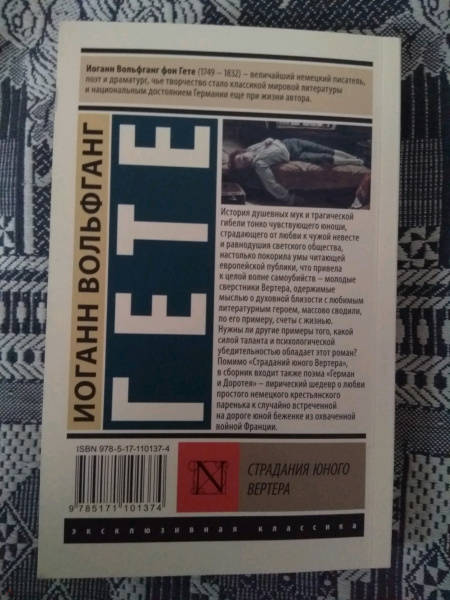 Иоганн Вольфганг фон Гете (1749 – 1832) – величайший немецкий писатель,
поэт и драматург, чье творчество стало классикой мировой литературы
и национальным достоянием Германии еще при жизни автора.
ИОГАНН ВОЛЬФГАНГ
ГЕТЕ
История душевных мук и трагической
гибели тонко чувствующего юноши,
страдающего от любви к чужой невесте
и равнодушия светского общества,
настолько покорила умы читающей
европейской публики, что привела
к целой волне самоубийств – молодые
сверстники Вертера, одержимые
мыслью о духовной близости с любимым
литературным героем, массово сводили,
по его примеру, счеты с жизнью.
Нужны ли другие примеры того, какой
силой таланта и психологической
убедительностью обладает этот роман?
Помимо «Страданий юного Вертера»,
в сборник входит также поэма «Герман
и Доротея» – лирический шедевр о любви
простого немецкого крестьянского
паренька к случайно встреченной
на дороге юной беженке из охваченной
войной Франции.
ISBN 978-5-17-110137-4
9 785171 101374
N
СТРАДАНИЯ ЮНОГО
ВЕРТЕРА
эксклюзивная классика